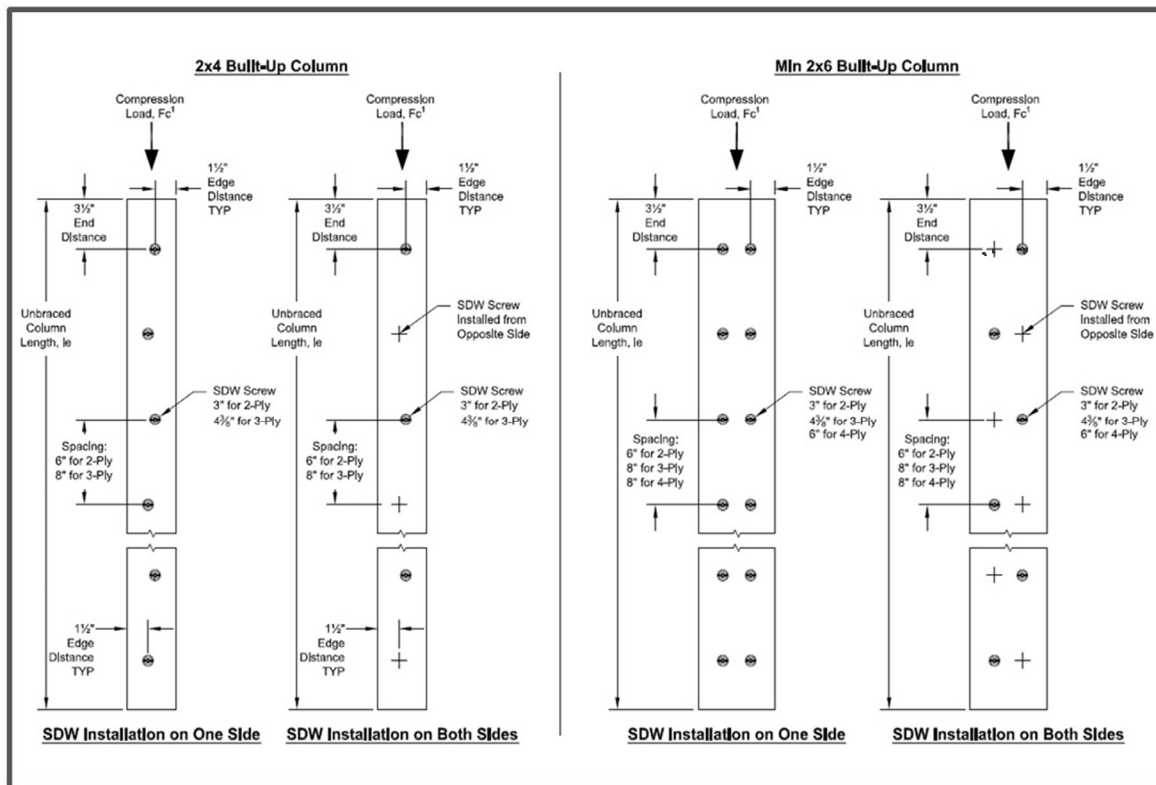 2x4 Built-Up Column
Compression
Load, Fc¹
1½"
Edge
Distance
TYP
3½"
End
Distance
Unbraced
Column
Length, le
SDW Screw
3" for 2-Ply
4⅜" for 3-Ply
Spacing:
6" for 2-Ply
8" for 3-Ply
1½"
Edge
Distance
TYP
SDW Installation on One Side
Compression
Load, Fc¹
1½"
Edge
Distance
TYP
3½"
End
Distance
Unbraced
Column
Length, le
SDW Screw
Installed from
Opposite Side
SDW Screw
3" for 2-Ply
4⅜" for 3-Ply
Spacing:
6" for 2-Ply
8" for 3-Ply
1½"
Edge
Distance
TYP
SDW Installation on Both Sides
Min 2x6 Built-Up Column
Compression
Load, Fc¹
1½"
Edge
Distance
TYP
3½"
End
Distance
Unbraced
Column
Length, le
SDW Screw
3" for 2-Ply
4⅜" for 3-Ply
6" for 4-Ply
Spacing:
6" for 2-Ply
8" for 3-Ply
8" for 4-Ply
SDW Installation on One Side
Compression
Load, Fc¹
1½"
Edge
Distance
TYP
3½"
End
Distance
Unbraced
Column
Length, le
SDW Screw
Installed from
Opposite Side
SDW Screw
3" for 2-Ply
4⅜" for 3-Ply
6" for 4-Ply
Spacing:
6" for 2-Ply
8" for 3-Ply
8" for 4-Ply
SDW Installation on Both Sides